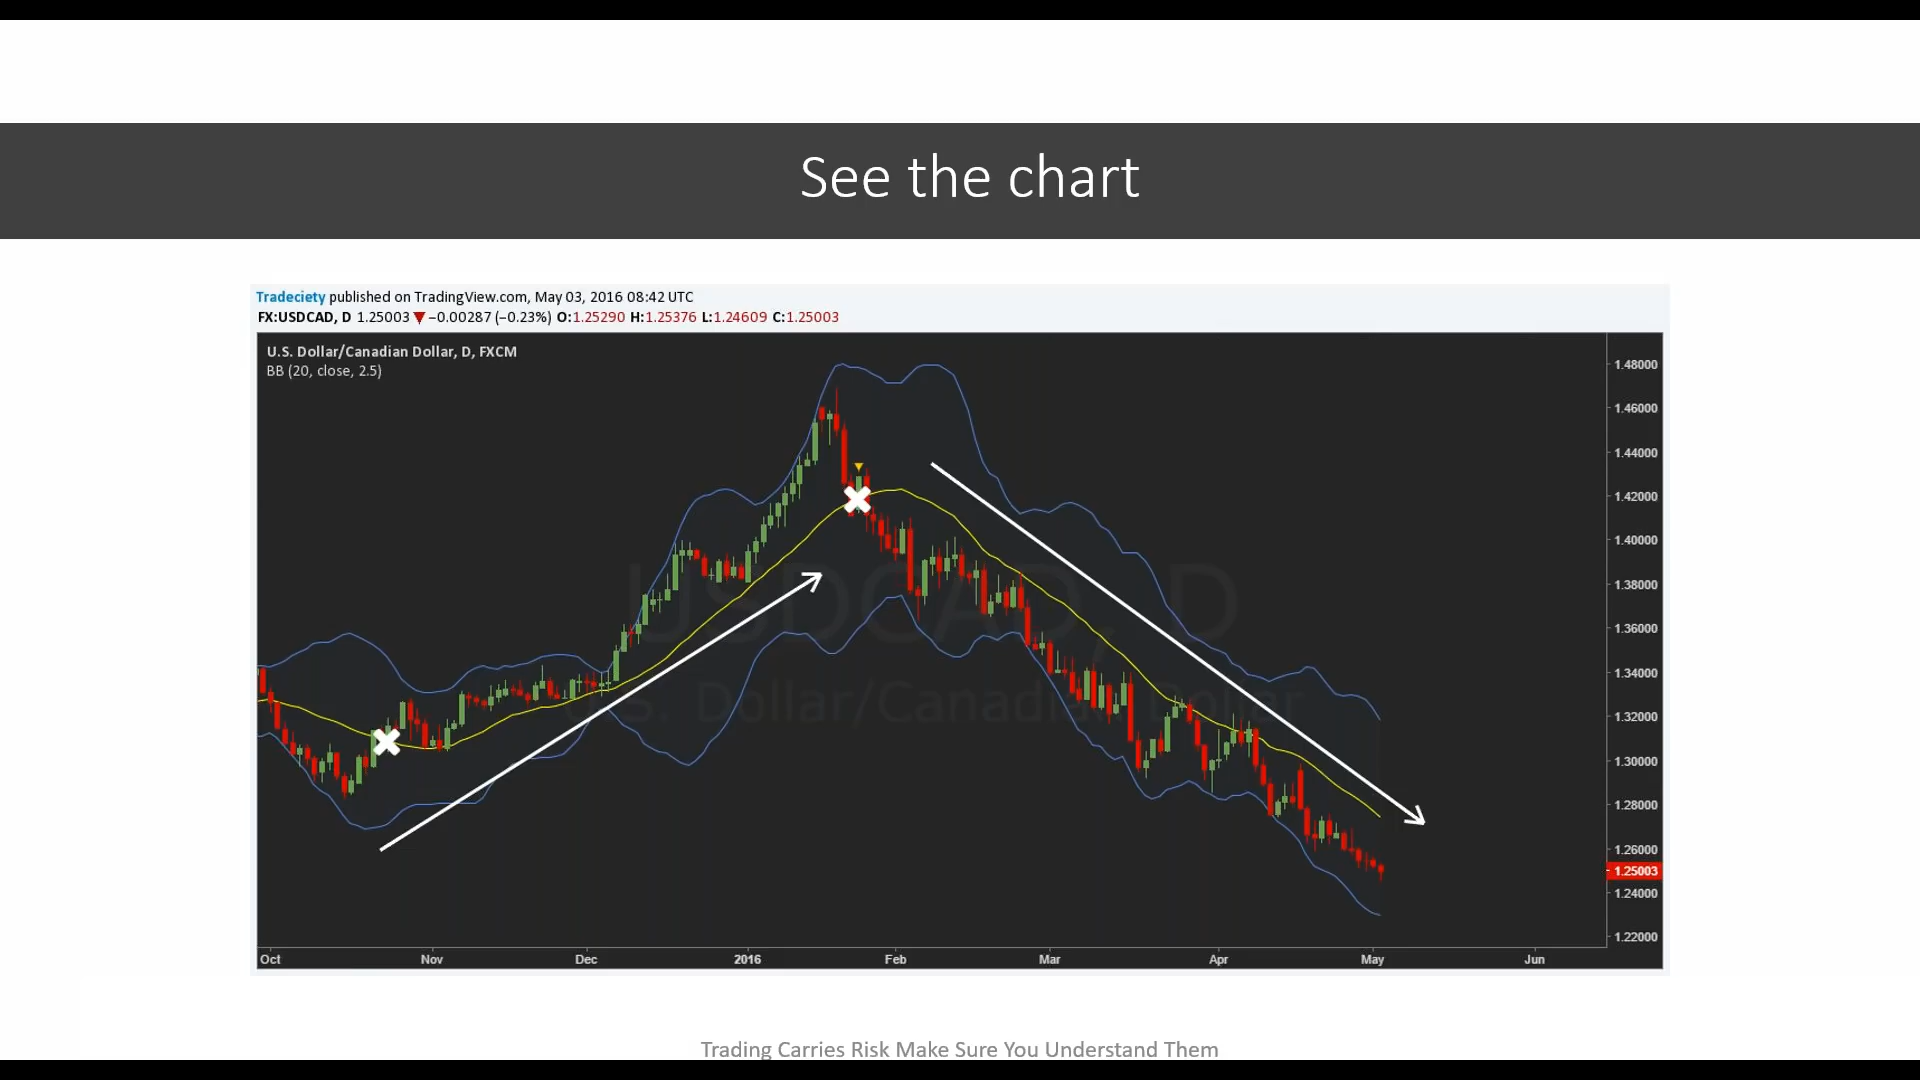 See the chart
Tradeciety published on TradingView.com, May 03, 2016 08:42 UTC
FX:USDCAD, D 1.25003 ▼ −0.00287 (−0.23%) O:1.25290 H:1.25376 L:1.24609 C:1.25003
U.S. Dollar/Canadian Dollar, D, FXCM
BB (20, close, 2.5)
USDCAD, D
U.S. Dollar/Canadian Dollar
1.48000
1.46000
1.44000
1.42000
1.40000
1.38000
1.36000
1.34000
1.32000
1.30000
1.28000
1.26000
1.25003
1.24000
1.22000
Oct Nov Dec 2016 Feb Mar Apr May Jun
Trading Carries Risk Make Sure You Understand Them